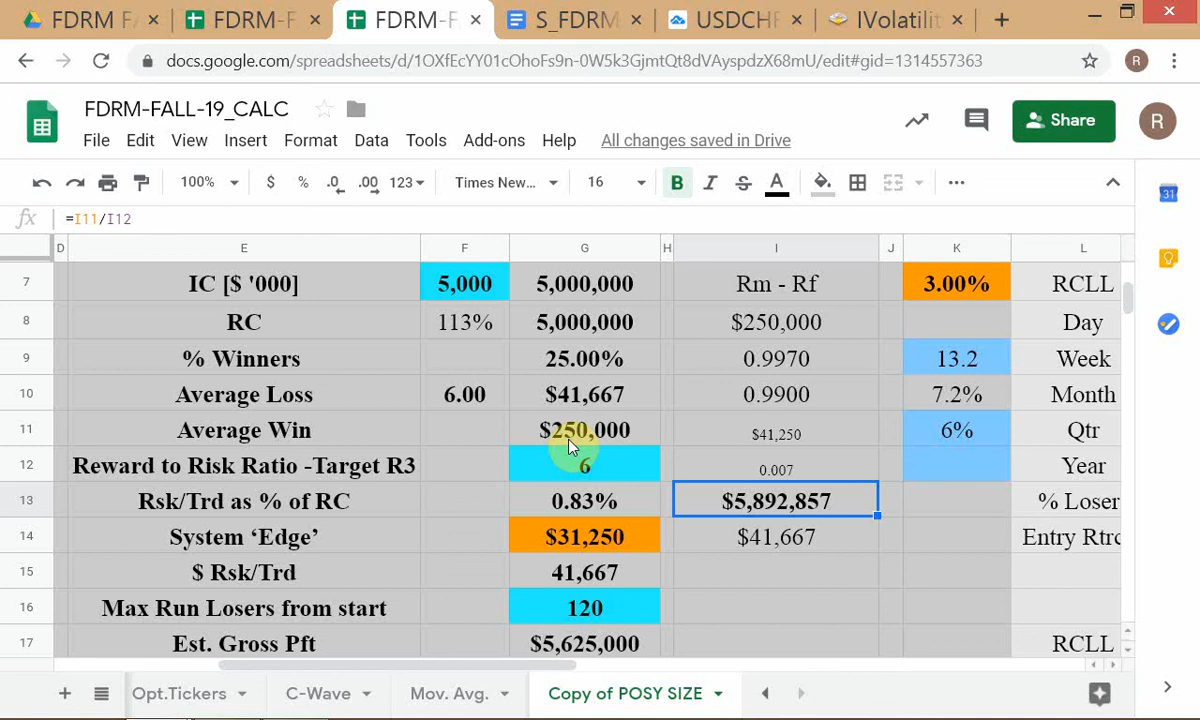 FDRM F
FDRM-F
FDRM-F
S_FDRM
USDCHF
IVolatilit
docs.google.com/spreadsheets/d/1OXfEcYY01cOhoFs9n-0W5k3GjmtQt8dVAyspdzX68mU/edit#gid=1314557363
R
FDRM-FALL-19_CALC
File Edit View Insert Format Data Tools Add-ons Help All changes saved in Drive
Share
R
100% $ % .0 .00 123 Times New... 16 B I S A
31
fx =I11/I12
D E F G H I J K L
7 IC [$ '000] 5,000 5,000,000 Rm - Rf 3.00% RCLL
8 RC 113% 5,000,000 $250,000 Day
9 % Winners 25.00% 0.9970 13.2 Week
10 Average Loss 6.00 $41,667 0.9900 7.2% Month
11 Average Win $250,000 $41,250 6% Qtr
12 Reward to Risk Ratio -Target R3 6 0.007 Year
13 Rsk/Trd as % of RC 0.83% $5,892,857 % Loser
14 System ‘Edge’ $31,250 $41,667 Entry Rtrc
15 $ Rsk/Trd 41,667
16 Max Run Losers from start 120
17 Est. Gross Pft $5,625,000 RCLL
Opt.Tickers C-Wave Mov. Avg. Copy of POSY SIZE